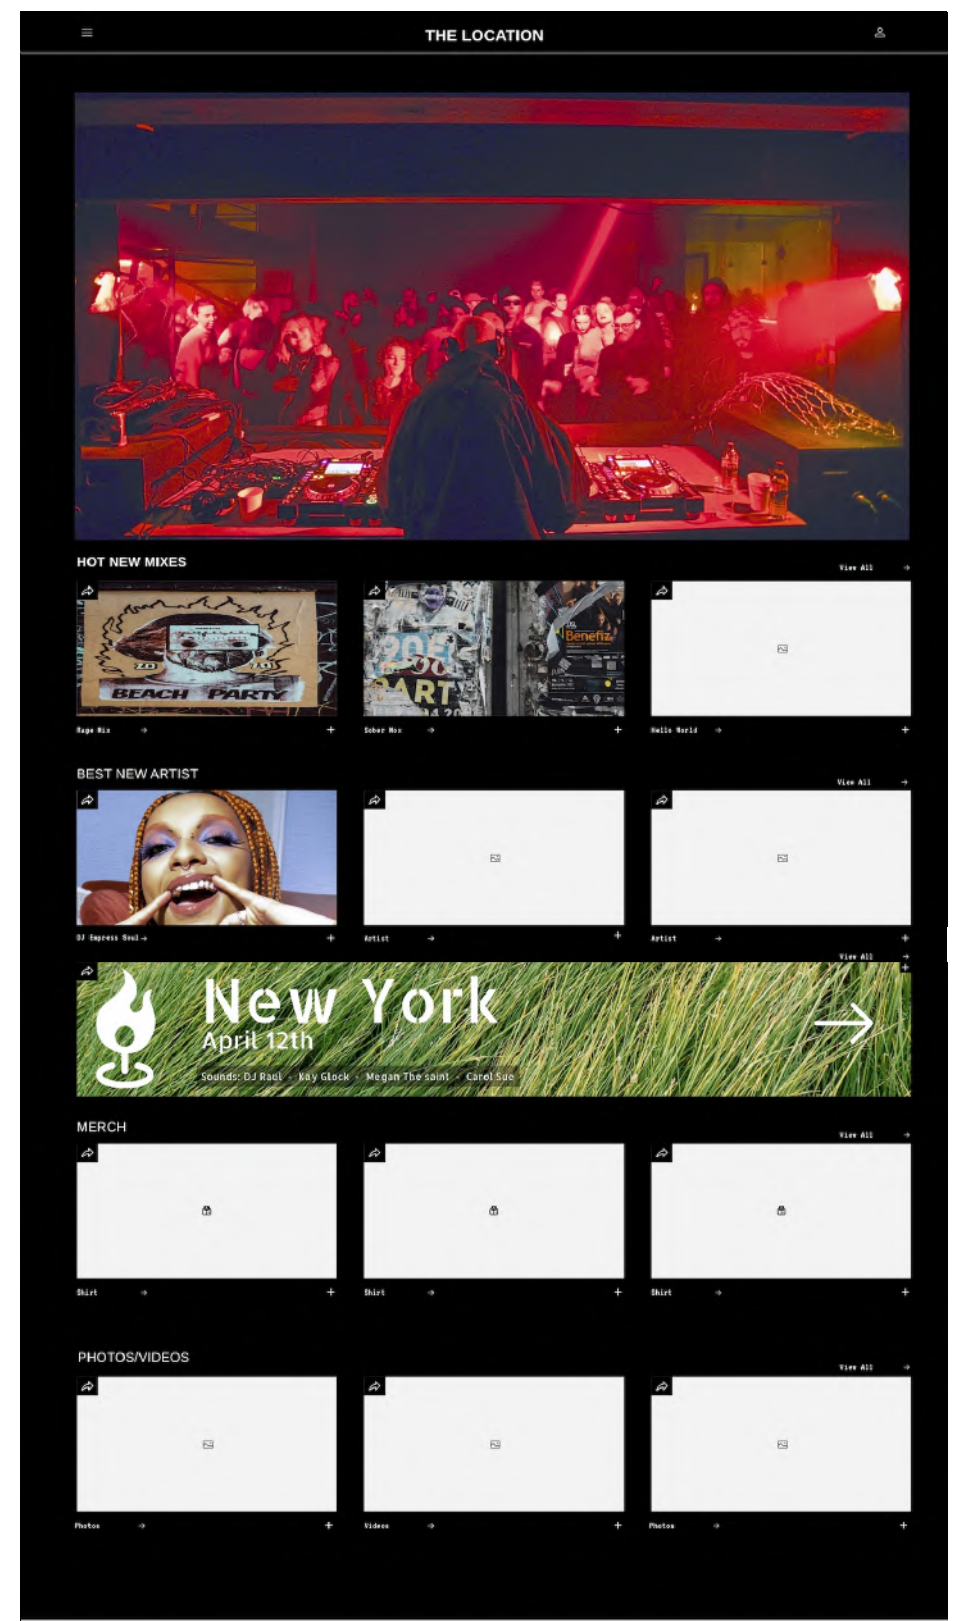 THE LOCATION
HOT NEW MIXES
View All
BEACH PARTY
Benefiz
Rage Mix
Sober Mox
Hello World
BEST NEW ARTIST
View All
DJ Empress Soul
Artist
Artist
View All
New York
April 12th
Sounds: DJ Raul - Kay Glock - Megan The saint - Carol Sue
MERCH
View All
Shirt
Shirt
Shirt
PHOTOS/VIDEOS
View All
Photos
Videos
Photos